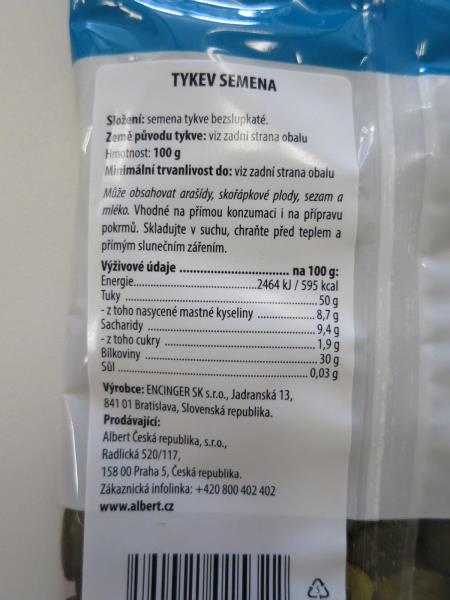 TYKEV SEMENA
Složení: semena tykve bezslupkaté.
Země původu tykve: viz zadní strana obalu
Hmotnost: 100 g
Minimální trvanlivost do: viz zadní strana obalu
Může obsahovat arašídy, skořápkové plody, sezam a
mléko. Vhodné na přímou konzumaci i na přípravu
pokrmů. Skladujte v suchu, chraňte před teplem a
přímým slunečním zářením.
Výživové údaje .............................. na 100 g:
Energie..............................2464 kJ / 595 kcal
Tuky .............................. 50 g
- z toho nasycené mastné kyseliny .............. 8,7 g
Sacharidy .............................. 9,4 g
- z toho cukry .............................. 1,9 g
Bílkoviny .............................. 30 g
Sůl .............................. 0,03 g
Výrobce: ENCINGER SK s.r.o., Jadranská 13,
841 01 Bratislava, Slovenská republika.
Prodávající:
Albert Česká republika, s.r.o.,
Radlická 520/117,
158 00 Praha 5, Česká republika.
Zákaznická infolinka: +420 800 402 402
www.albert.cz